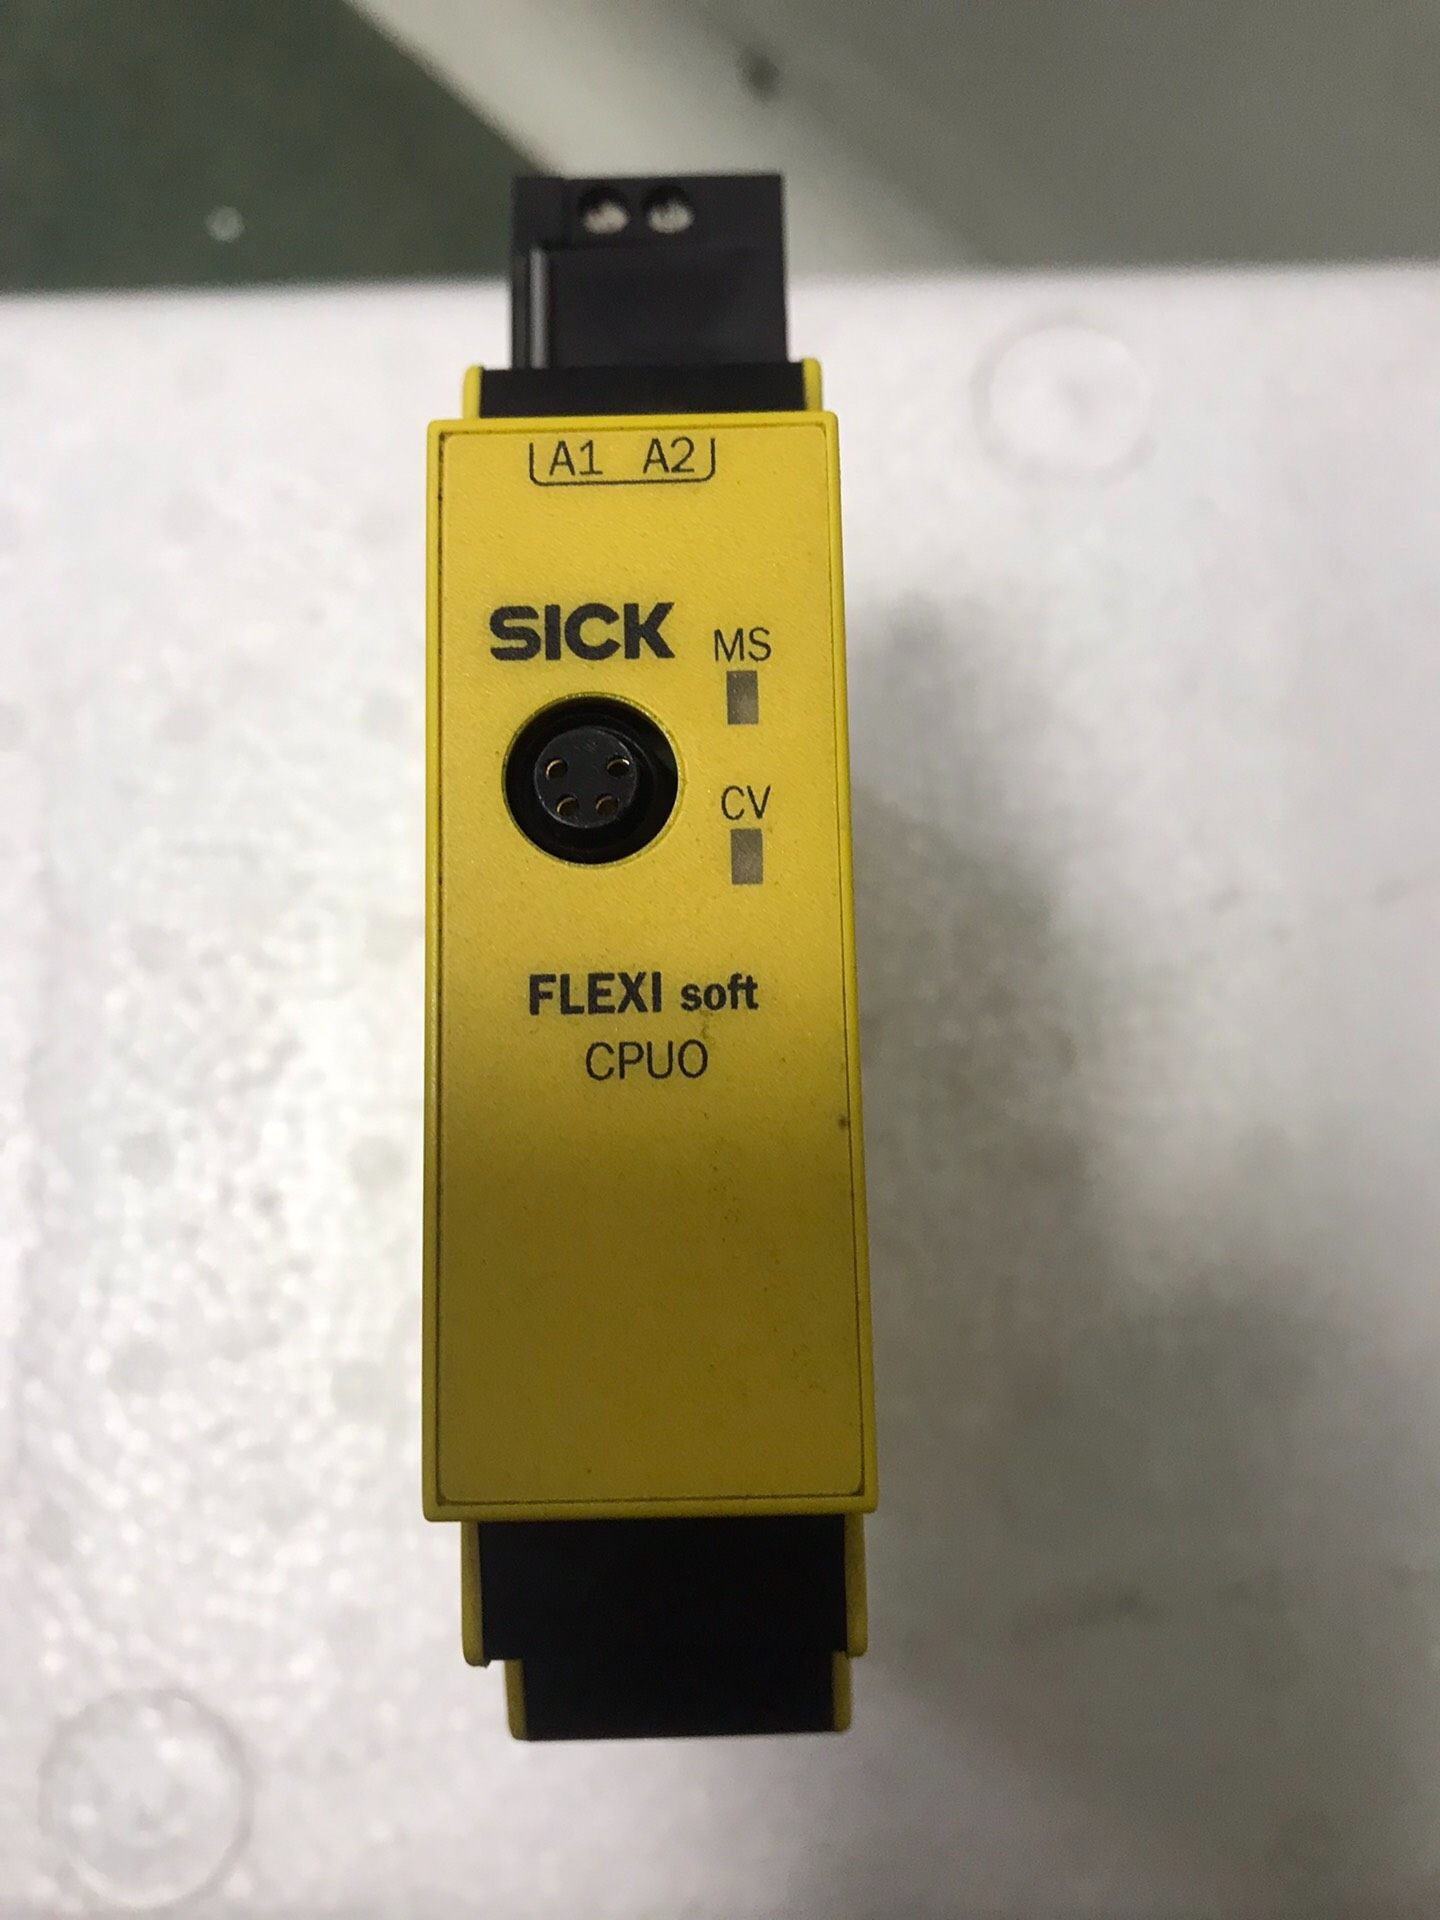 A1 A2
SICK
MS
CV
FLEXI soft
CPU0